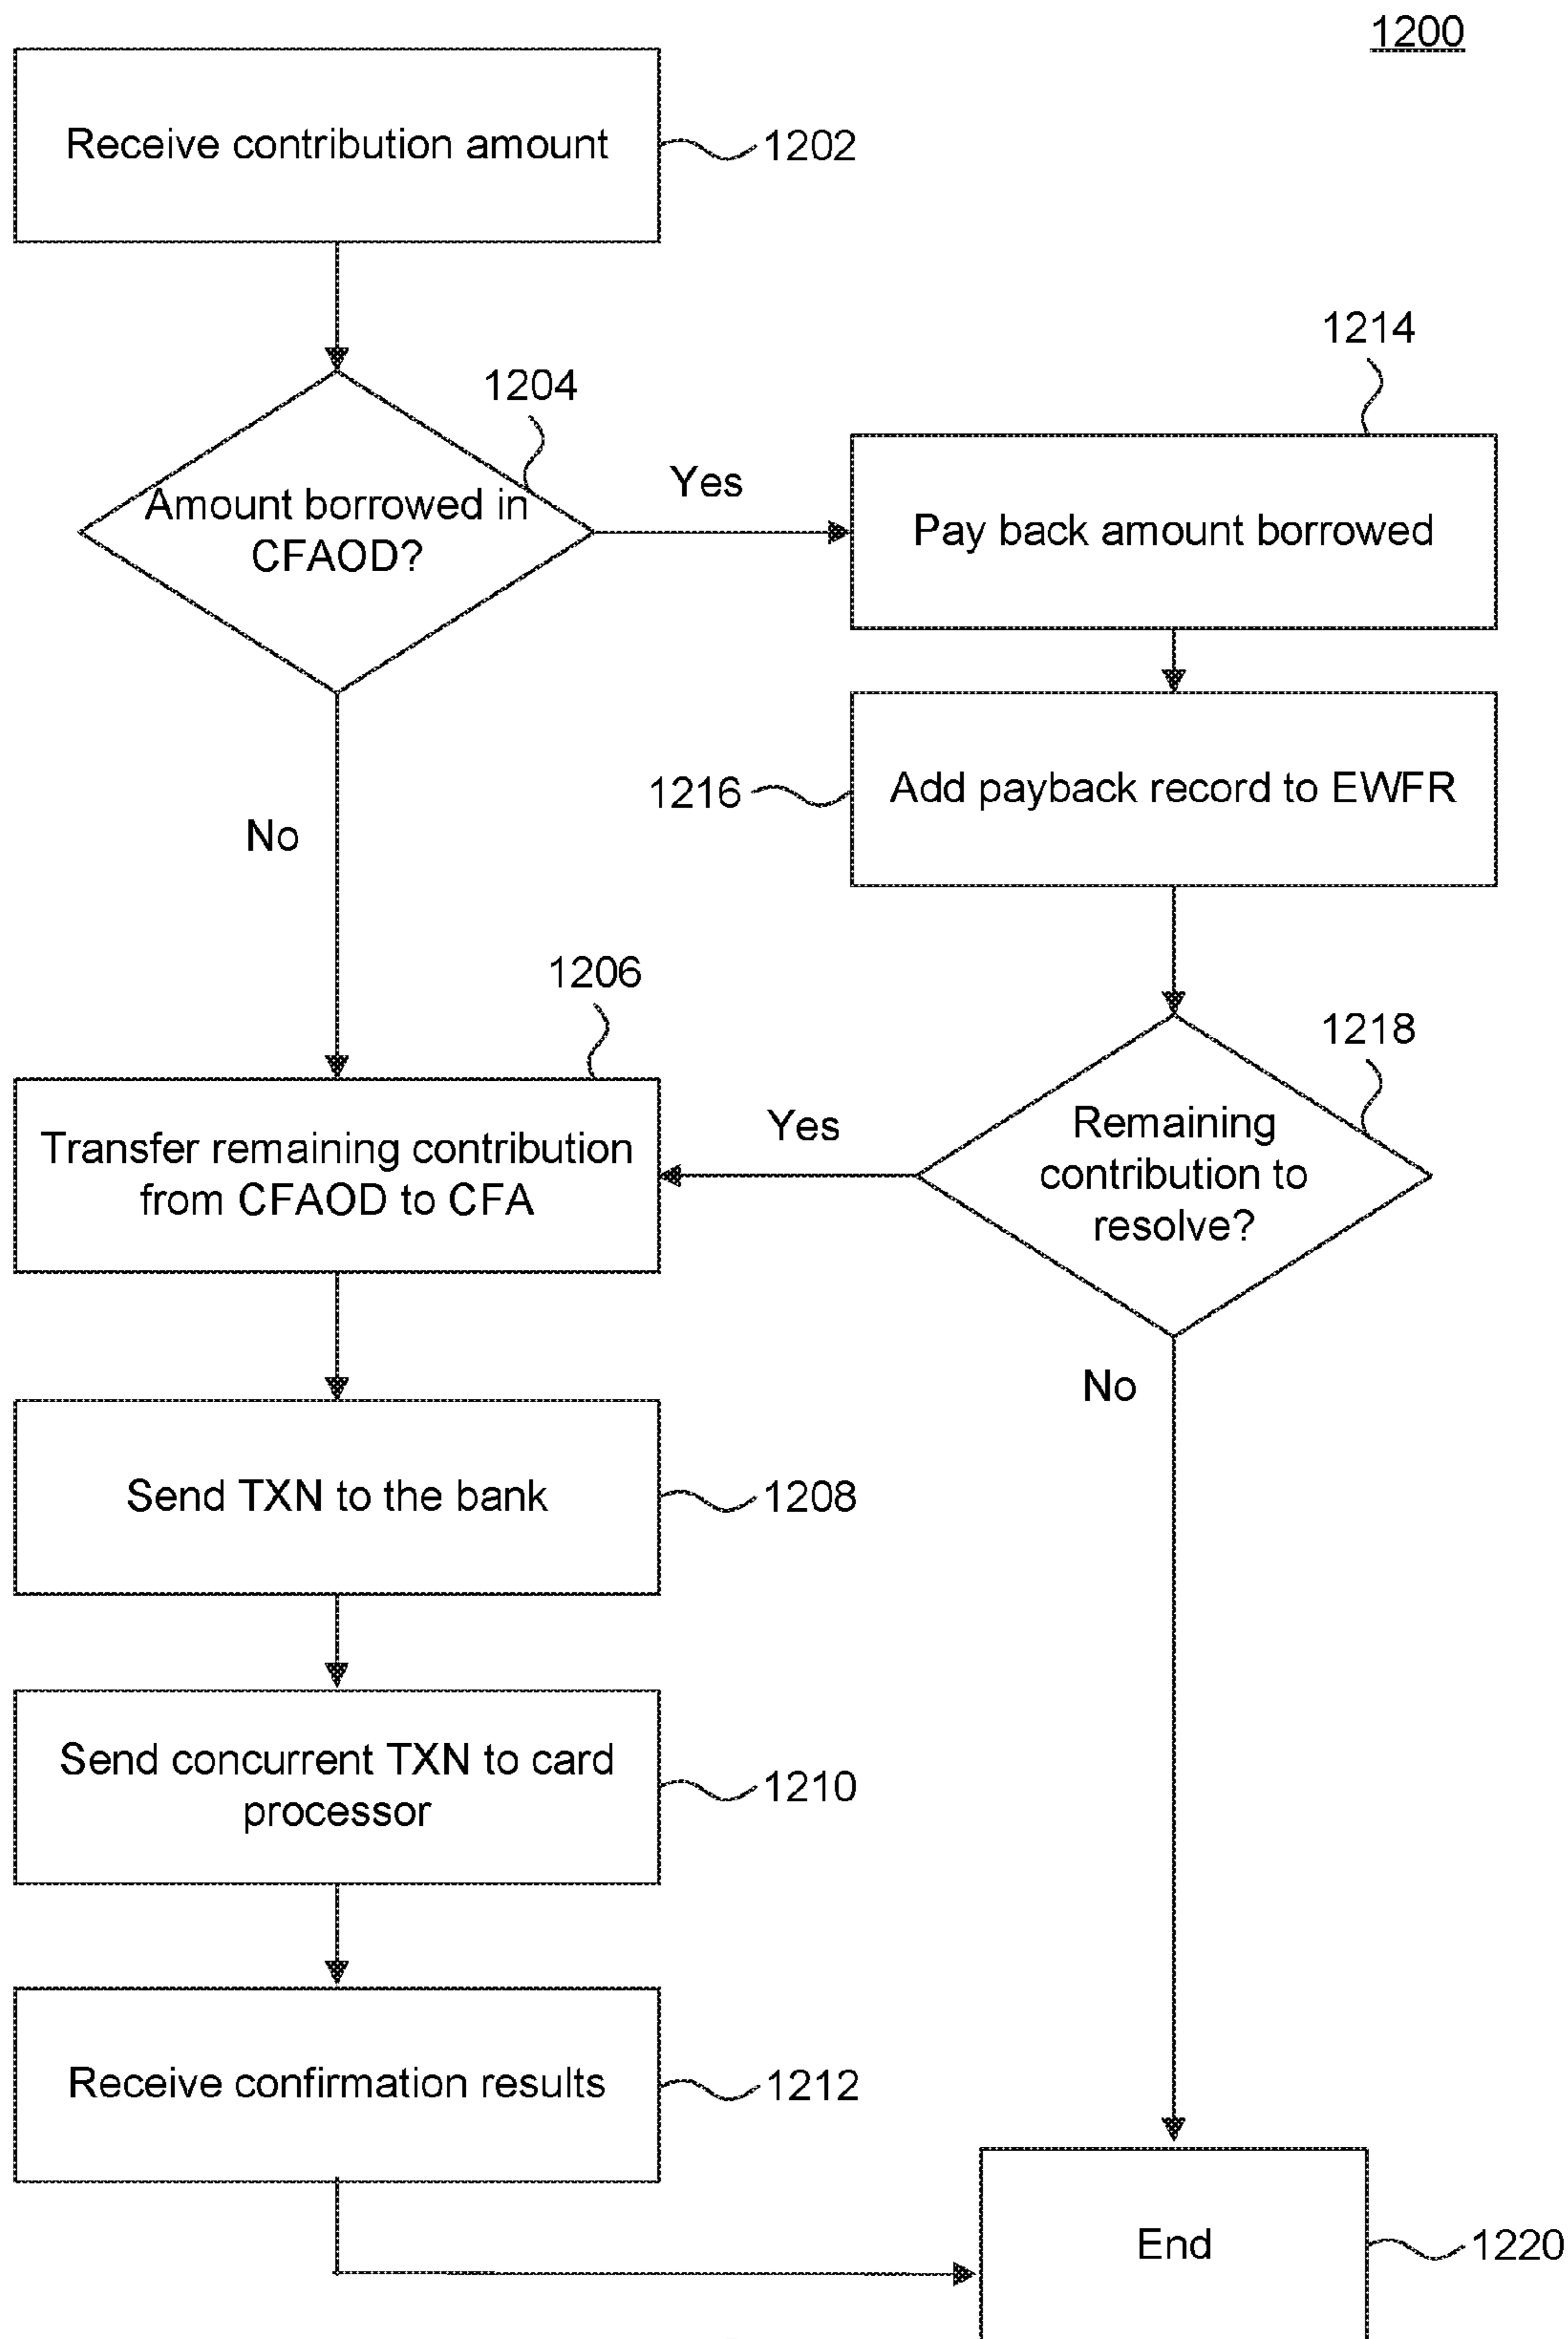 1200
Receive contribution amount
1202
1204
Amount borrowed in
CFAOD?
Yes
1214
Pay back amount borrowed
1216
Add payback record to EWFR
No
1206
Transfer remaining contribution
from CFAOD to CFA
Yes
1218
Remaining
contribution to
resolve?
No
Send TXN to the bank
1208
Send concurrent TXN to card
processor
1210
Receive confirmation results
1212
End
1220